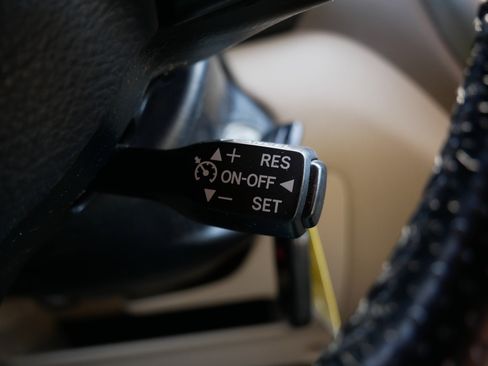 + RES
ON-OFF
- SET